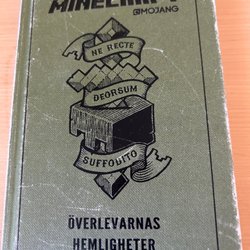 MINECRAFT
MOJANG
NE RECTE
DEORSUM
SUFFODITO
ÖVERLEVARNAS
HEMLIGHETER